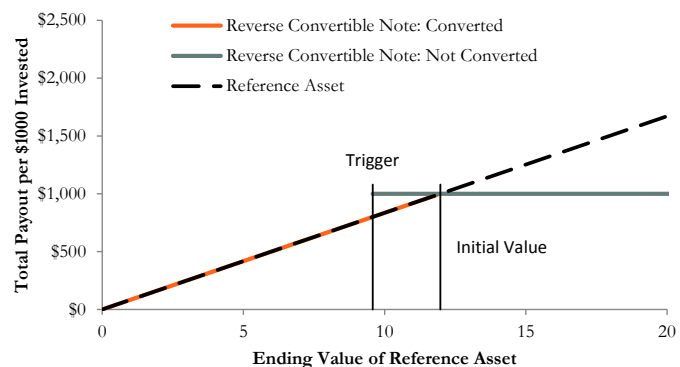 $2,500
Reverse Convertible Note: Converted
$2,000
Reverse Convertible Note: Not Converted
Reference Asset
$1,500
Trigger
$1,000
Initial Value
$500
$0
0 5 10 15 20
Total Payout per $1000 Invested
Ending Value of Reference Asset